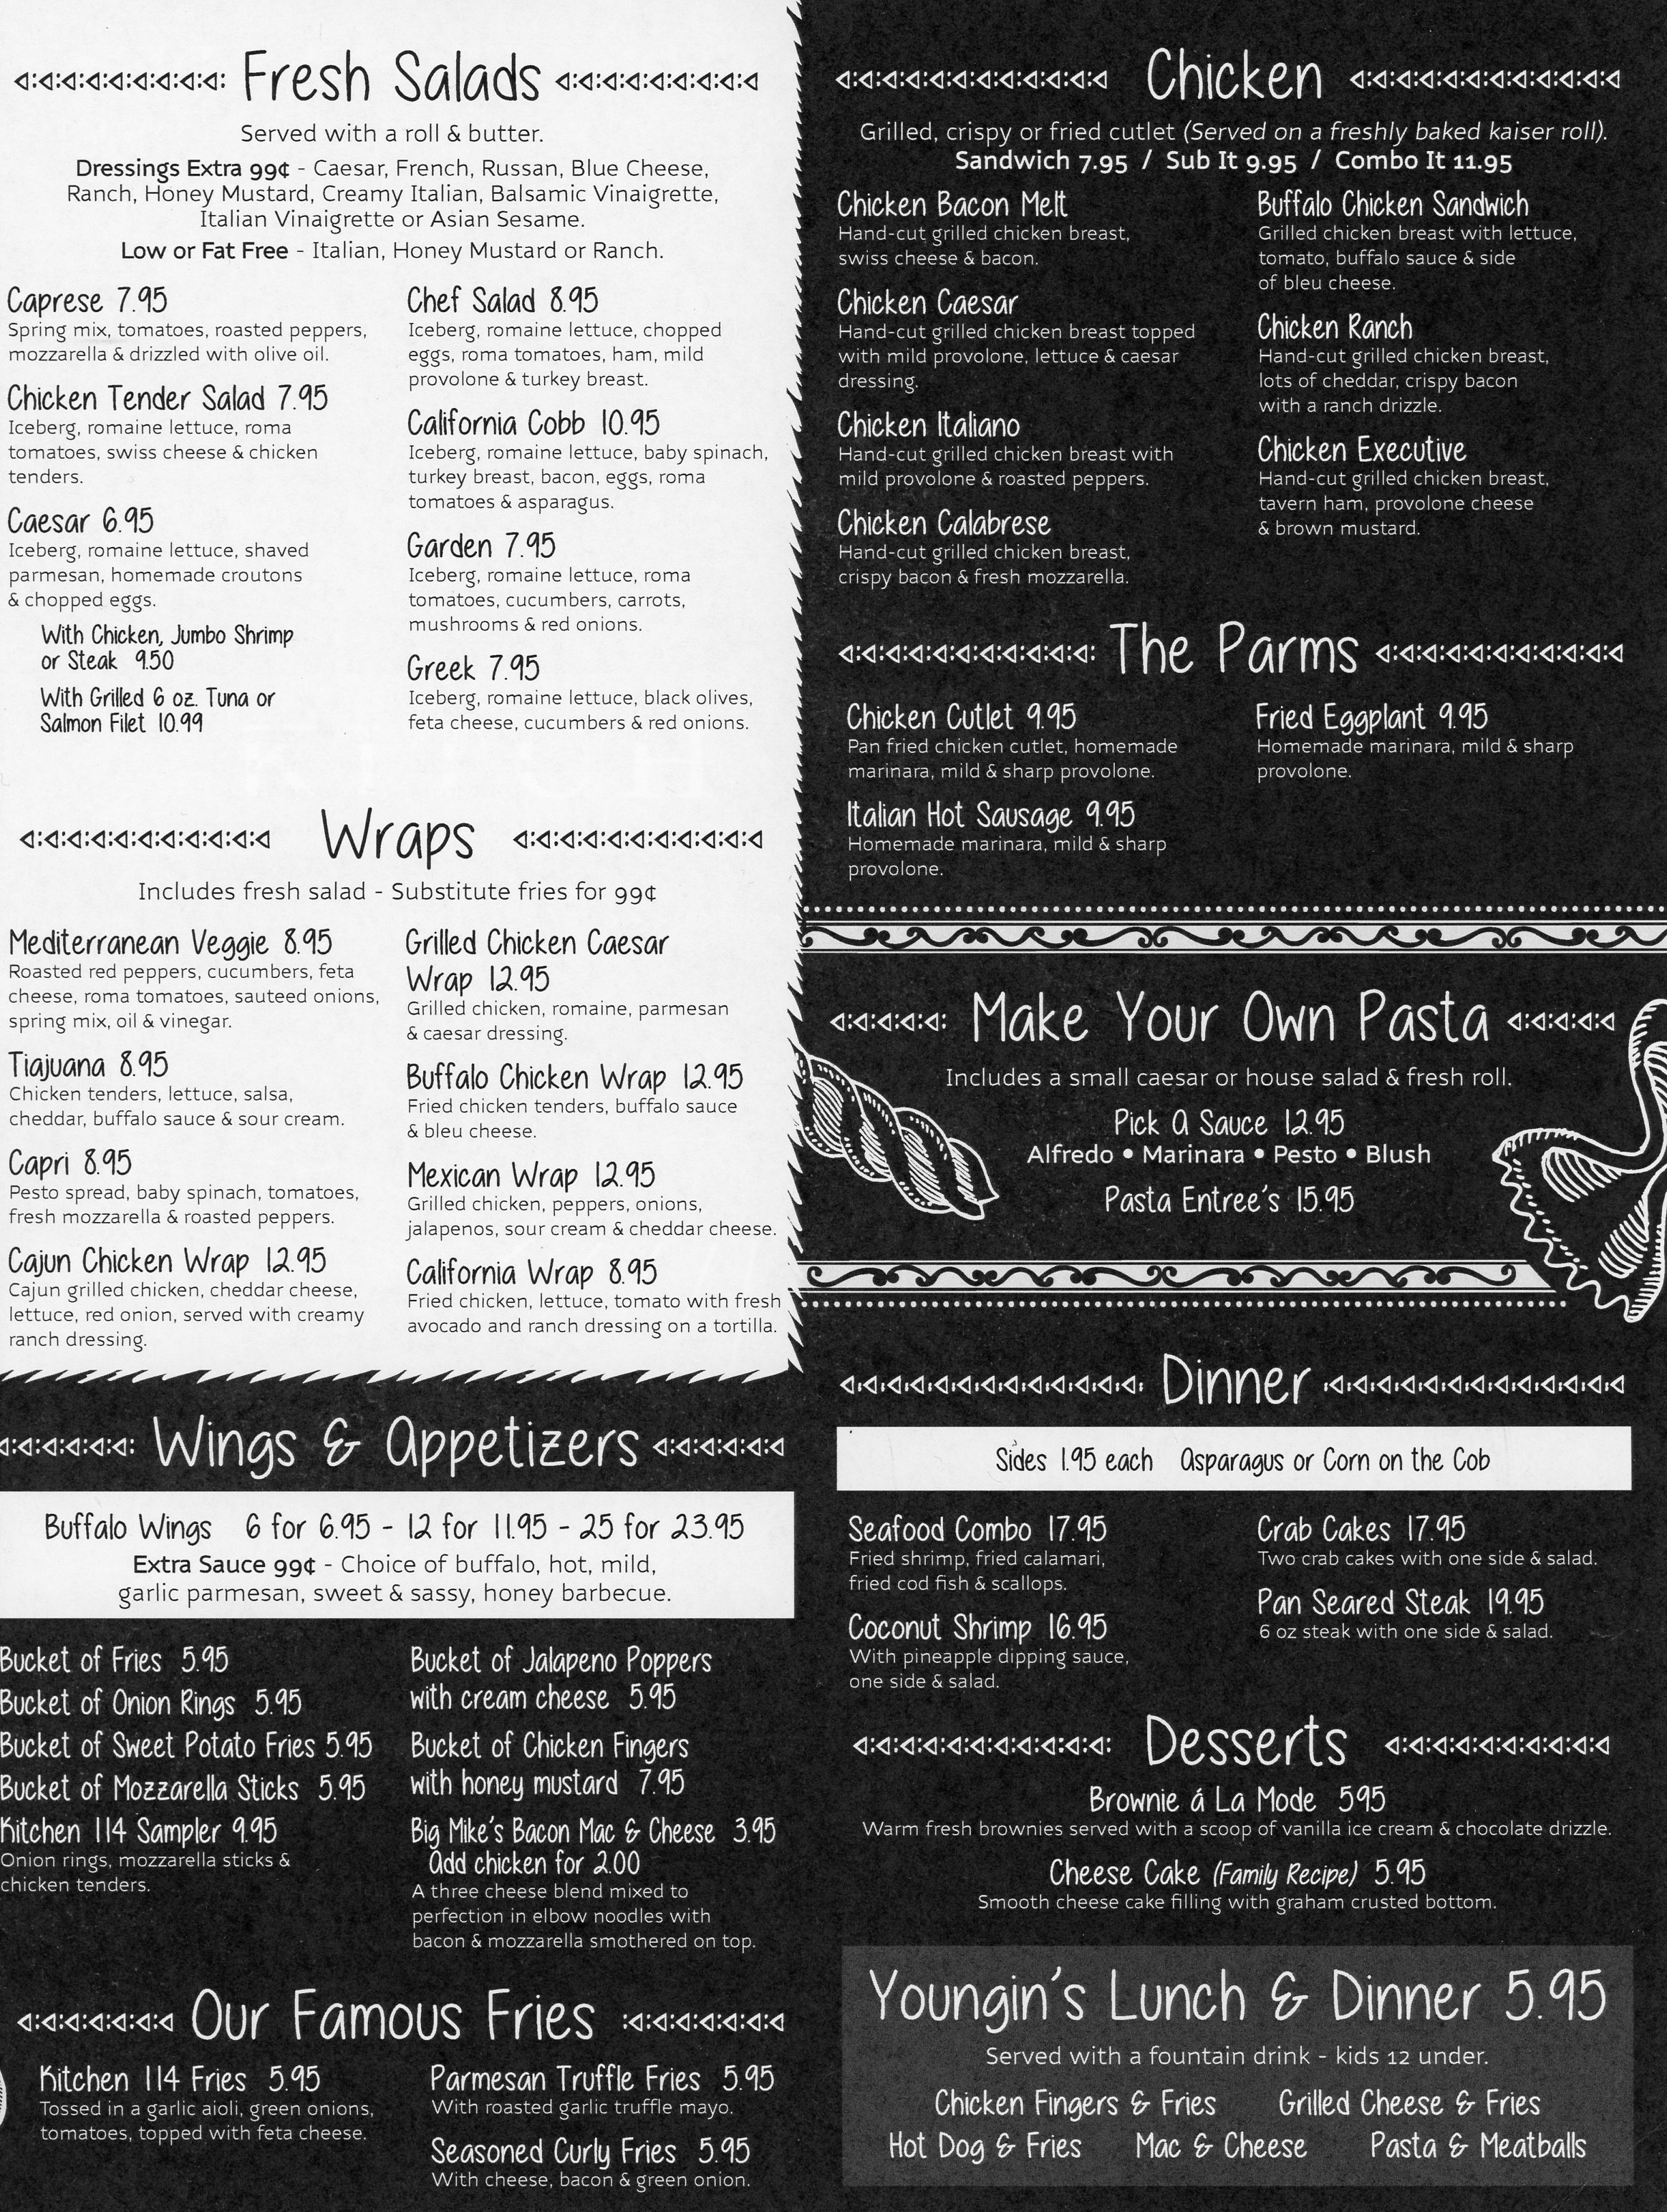 Fresh Salads
Served with a roll & butter.
Dressings Extra 99¢ - Caesar, French, Russan, Blue Cheese,
Ranch, Honey Mustard, Creamy Italian, Balsamic Vinaigrette,
Italian Vinaigrette or Asian Sesame.
Low or Fat Free - Italian, Honey Mustard or Ranch.
Caprese 7.95
Spring mix, tomatoes, roasted peppers,
mozzarella & drizzled with olive oil.
Chicken Tender Salad 7.95
Iceberg, romaine lettuce, roma
tomatoes, swiss cheese & chicken
tenders.
Caesar 6.95
Iceberg, romaine lettuce, shaved
parmesan, homemade croutons
& chopped eggs.
With Chicken, Jumbo Shrimp
or Steak 9.50
With Grilled 6 oz. Tuna or
Salmon Filet 10.99
Chef Salad 8.95
Iceberg, romaine lettuce, chopped
eggs, roma tomatoes, ham, mild
provolone & turkey breast.
California Cobb 10.95
Iceberg, romaine lettuce, baby spinach,
turkey breast, bacon, eggs, roma
tomatoes & asparagus.
Garden 7.95
Iceberg, romaine lettuce, roma
tomatoes, cucumbers, carrots,
mushrooms & red onions.
Greek 7.95
Iceberg, romaine lettuce, black olives,
feta cheese, cucumbers & red onions.
Wraps
Includes fresh salad - Substitute fries for 99¢
Mediterranean Veggie 8.95
Roasted red peppers, cucumbers, feta
cheese, roma tomatoes, sauteed onions,
spring mix, oil & vinegar.
Tiajuana 8.95
Chicken tenders, lettuce, salsa,
cheddar, buffalo sauce & sour cream.
Capri 8.95
Pesto spread, baby spinach, tomatoes,
fresh mozzarella & roasted peppers.
Cajun Chicken Wrap 12.95
Cajun grilled chicken, cheddar cheese,
lettuce, red onion, served with creamy
ranch dressing.
Grilled Chicken Caesar
Wrap 12.95
Grilled chicken, romaine, parmesan
& caesar dressing.
Buffalo Chicken Wrap 12.95
Fried chicken tenders, buffalo sauce
& bleu cheese.
Mexican Wrap 12.95
Grilled chicken, peppers, onions,
jalapenos, sour cream & cheddar cheese.
California Wrap 8.95
Fried chicken, lettuce, tomato with fresh
avocado and ranch dressing on a tortilla.
Wings & Appetizers
Buffalo Wings 6 for 6.95 - 12 for 11.95 - 25 for 23.95
Extra Sauce 99¢ - Choice of buffalo, hot, mild,
garlic parmesan, sweet & sassy, honey barbecue.
Bucket of Fries 5.95
Bucket of Onion Rings 5.95
Bucket of Sweet Potato Fries 5.95
Bucket of Mozzarella Sticks 5.95
Kitchen 114 Sampler 9.95
Onion rings, mozzarella sticks &
chicken tenders.
Bucket of Jalapeno Poppers
with cream cheese 5.95
Bucket of Chicken Fingers
with honey mustard 7.95
Big Mike's Bacon Mac & Cheese 3.95
Add chicken for 2.00
A three cheese blend mixed to
perfection in elbow noodles with
bacon & mozzarella smothered on top.
Our Famous Fries
Kitchen 114 Fries 5.95
Tossed in a garlic aioli, green onions,
tomatoes, topped with feta cheese.
Parmesan Truffle Fries 5.95
With roasted garlic truffle mayo.
Seasoned Curly Fries 5.95
With cheese, bacon & green onion.
Chicken
Grilled, crispy or fried cutlet (Served on a freshly baked kaiser roll).
Sandwich 7.95 / Sub It 9.95 / Combo It 11.95
Chicken Bacon Melt
Hand-cut grilled chicken breast,
swiss cheese & bacon.
Chicken Caesar
Hand-cut grilled chicken breast topped
with mild provolone, lettuce & caesar
dressing.
Chicken Italiano
Hand-cut grilled chicken breast with
mild provolone & roasted peppers.
Chicken Calabrese
Hand-cut grilled chicken breast,
crispy bacon & fresh mozzarella.
Buffalo Chicken Sandwich
Grilled chicken breast with lettuce,
tomato, buffalo sauce & side
of bleu cheese.
Chicken Ranch
Hand-cut grilled chicken breast,
lots of cheddar, crispy bacon
with a ranch drizzle.
Chicken Executive
Hand-cut grilled chicken breast,
tavern ham, provolone cheese
& brown mustard.
The Parms
Chicken Cutlet 9.95
Pan fried chicken cutlet, homemade
marinara, mild & sharp provolone.
Italian Hot Sausage 9.95
Homemade marinara, mild & sharp
provolone.
Fried Eggplant 9.95
Homemade marinara, mild & sharp
provolone.
Make Your Own Pasta
Includes a small caesar or house salad & fresh roll.
Pick A Sauce 12.95
Alfredo • Marinara • Pesto • Blush
Pasta Entree's 15.95
Dinner
Sides 1.95 each Asparagus or Corn on the Cob
Seafood Combo 17.95
Fried shrimp, fried calamari,
fried cod fish & scallops.
Coconut Shrimp 16.95
With pineapple dipping sauce,
one side & salad.
Crab Cakes 17.95
Two crab cakes with one side & salad.
Pan Seared Steak 19.95
6 oz steak with one side & salad.
Desserts
Brownie á La Mode 595
Warm fresh brownies served with a scoop of vanilla ice cream & chocolate drizzle.
Cheese Cake (Family Recipe) 5.95
Smooth cheese cake filling with graham crusted bottom.
Youngin's Lunch & Dinner 5.95
Served with a fountain drink - kids 12 under.
Chicken Fingers & Fries Grilled Cheese & Fries
Hot Dog & Fries Mac & Cheese Pasta & Meatballs